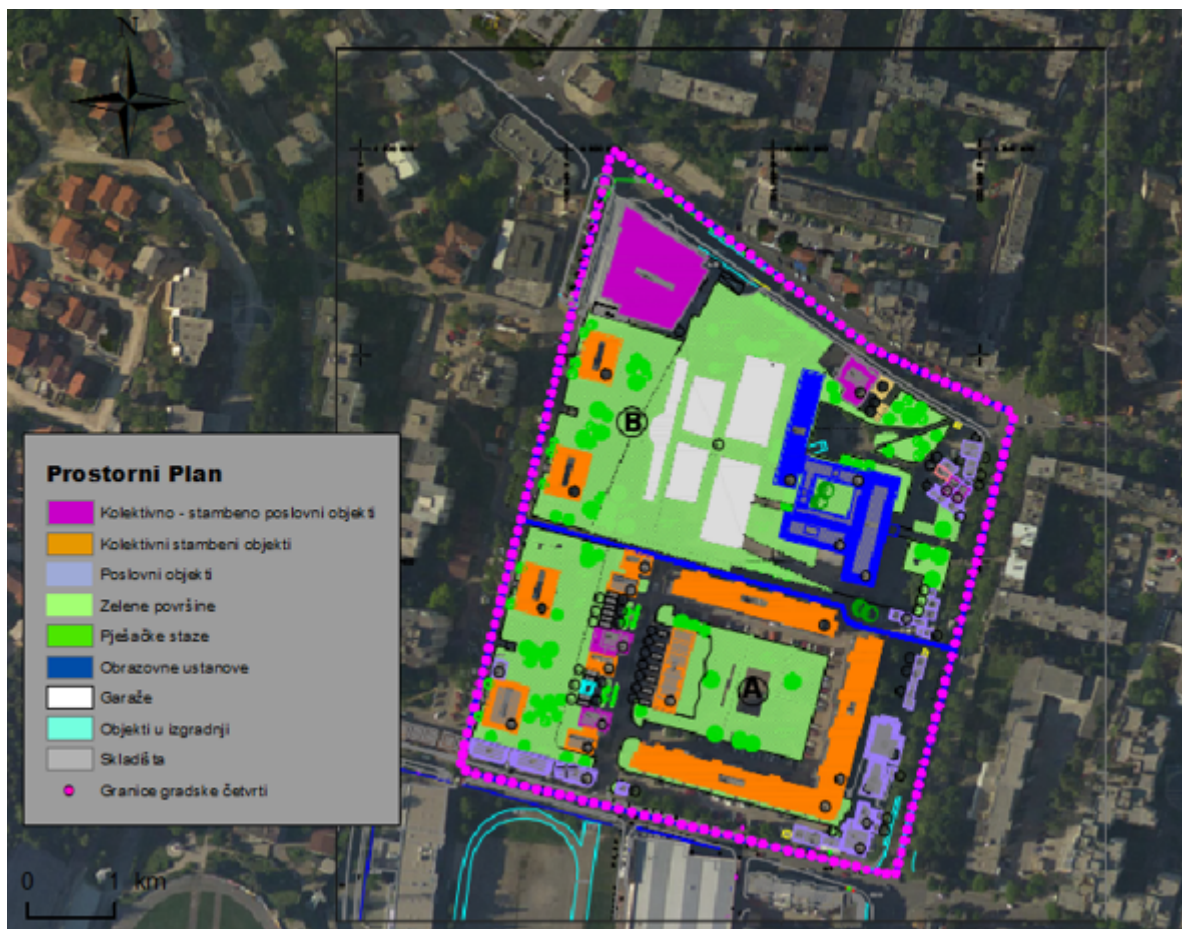 N
B
Prostorni Plan
Kolektivno - stambeno poslovni objekti
Kolektivni stambeni objekti
Poslovni objekti
Zelene površine
Pješačke staze
Obrazovne ustanove
Garaže
Objekti u izgradnji
Skladišta
Granice gradske četvrti
A
0 1 km